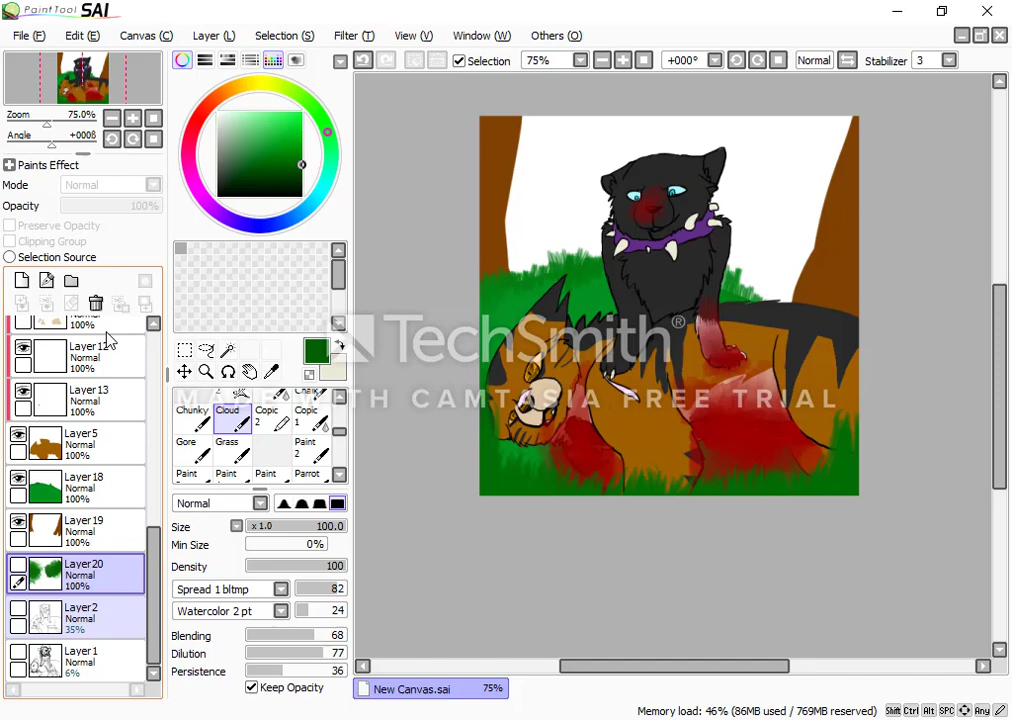 PaintTool SAI
File (F) Edit (E) Canvas (C) Layer (L) Selection (S) Filter (T) View (V) Window (W) Others (O)
Selection 75% +000° Normal Stabilizer 3
Zoom 75.0%
Angle +000ß
Paints Effect
Mode Normal
Opacity 100%
Preserve Opacity
Clipping Group
Selection Source
Normal
100%
Layer12
Normal
100%
Layer13
Normal
100%
Layer5
Normal
100%
Layer18
Normal
100%
Layer19
Normal
100%
Layer20
Normal
100%
Layer2
Normal
35%
Layer1
Normal
6%
Chalk
Chunky Cloud Copic 2 Copic 1
Gore Grass Paint 2
Paint Paint Paint Parrot
Normal
Size x 1.0 100.0
Min Size 0%
Density 100
Spread 1 bltmp 82
Watercolor 2 pt 24
Blending 68
Dilution 77
Persistence 36
Keep Opacity
TechSmith®
MADE WITH CAMTASIA FREE TRIAL
New Canvas.sai 75%
Memory load: 46% (86MB used / 769MB reserved) Shift Ctrl Alt SPC Any